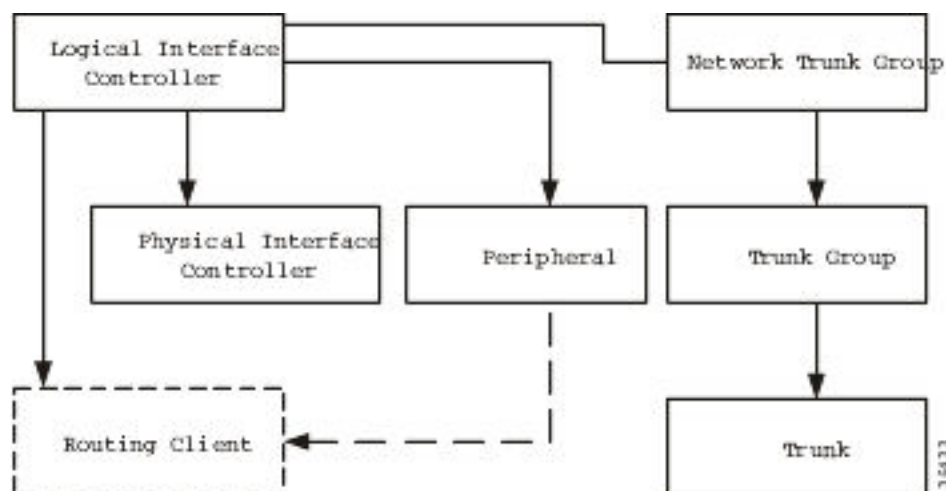 Logical Interface
Controller
Network Trunk Group
Physical Interface
Controller
Peripheral
Trunk Group
Routing Client
Trunk